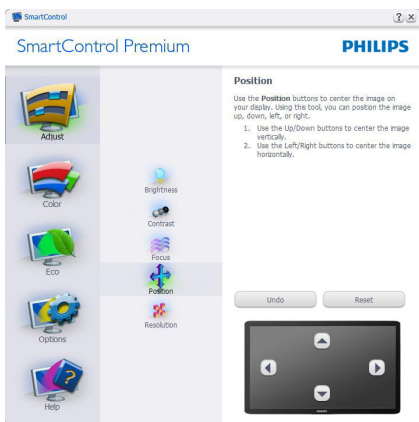 SmartControl
SmartControl Premium
PHILIPS
Adjust
Color
Eco
Options
Help
Brightness
Contrast
Focus
Position
Resolution
Position
Use the Position buttons to center the image on
your display. Using this tool, you can position the image
up, down, left, or right.
1. Use the Up/Down buttons to center the image
vertically.
2. Use the Left/Right buttons to center the image
horizontally.
Undo
Reset
PHILIPS